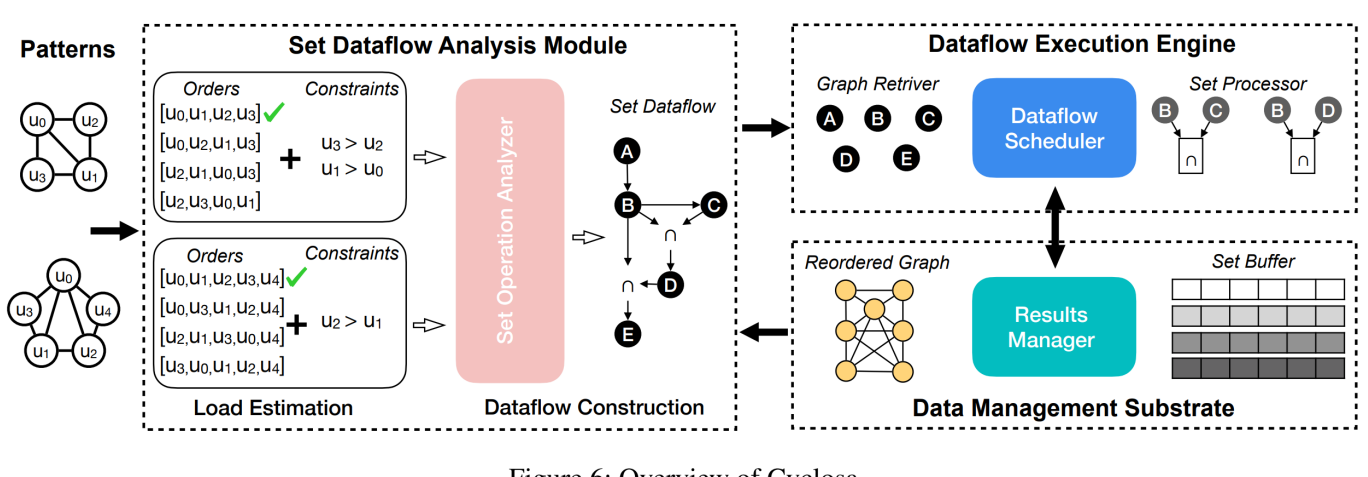 Patterns
u0
u2
u3
u1
u0
u3
u4
u1
u2
Set Dataflow Analysis Module
Orders
Constraints
[u0,u1,u2,u3]✓
[u0,u2,u1,u3]
[u2,u1,u0,u3]
[u2,u3,u0,u1]
+
u3 > u2
u1 > u0
Orders
Constraints
[u0,u1,u2,u3,u4]✓
[u0,u3,u1,u2,u4]
[u2,u1,u3,u0,u4]
[u3,u0,u1,u2,u4]
+
u2 > u1
Load Estimation
Set Operation Analyzer
Set Dataflow
A
B
C
∩
∩
D
E
Dataflow Construction
Dataflow Execution Engine
Graph Retriver
A
B
C
D
E
Dataflow
Scheduler
Set Processor
B
C
B
D
∩
∩
Reordered Graph
Results
Manager
Set Buffer
Data Management Substrate